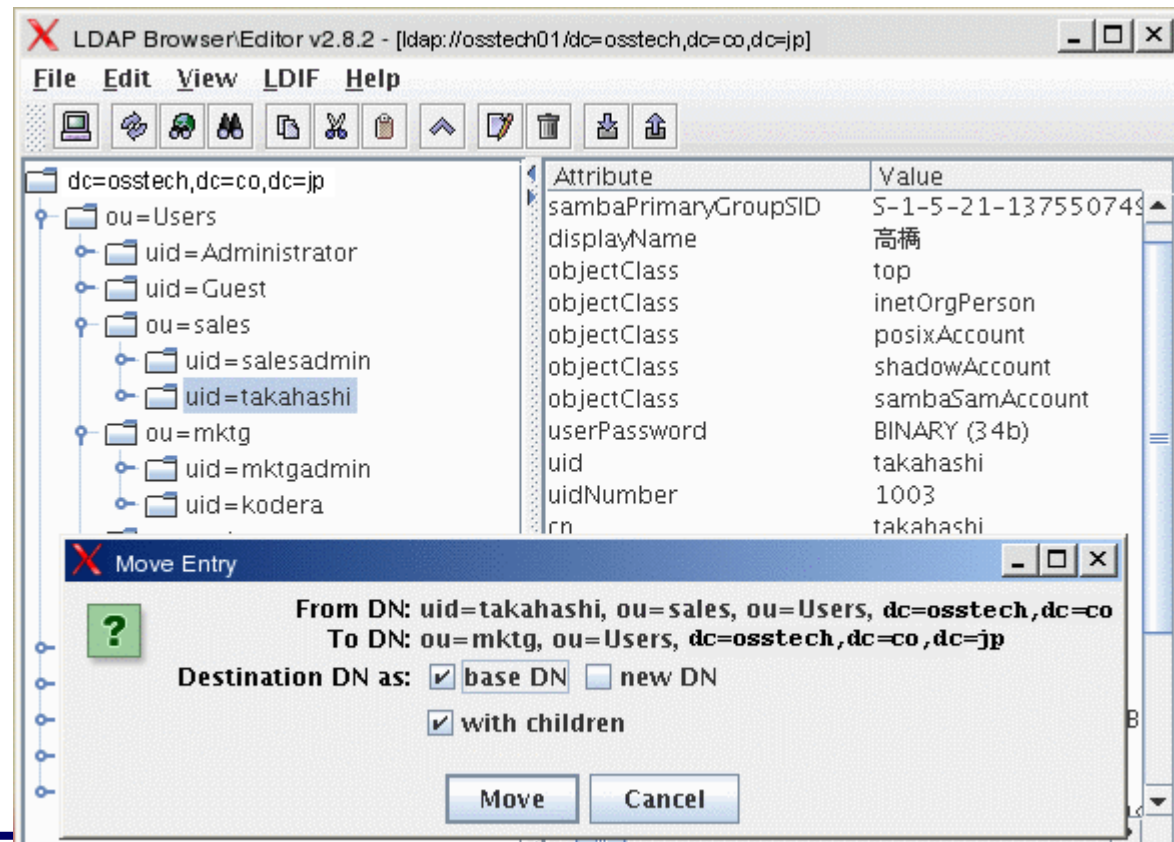 LDAP Browser\Editor v2.8.2 - [ldap://osstech01/dc=osstech,dc=co,dc=jp]
File Edit View LDIF Help
dc=osstech,dc=co,dc=jp
ou=Users
uid=Administrator
uid=Guest
ou=sales
uid=salesadmin
uid=takahashi
ou=mktg
uid=mktgadmin
uid=kodera
Attribute Value
sambaPrimaryGroupSID S-1-5-21-137550749
displayName 高橋
objectClass top
objectClass inetOrgPerson
objectClass posixAccount
objectClass shadowAccount
objectClass sambaSamAccount
userPassword BINARY (34b)
uid takahashi
uidNumber 1003
cn takahashi
Move Entry
From DN: uid=takahashi, ou=sales, ou=Users, dc=osstech,dc=co
To DN: ou=mktg, ou=Users, dc=osstech,dc=co,dc=jp
Destination DN as: base DN new DN
with children
Move Cancel